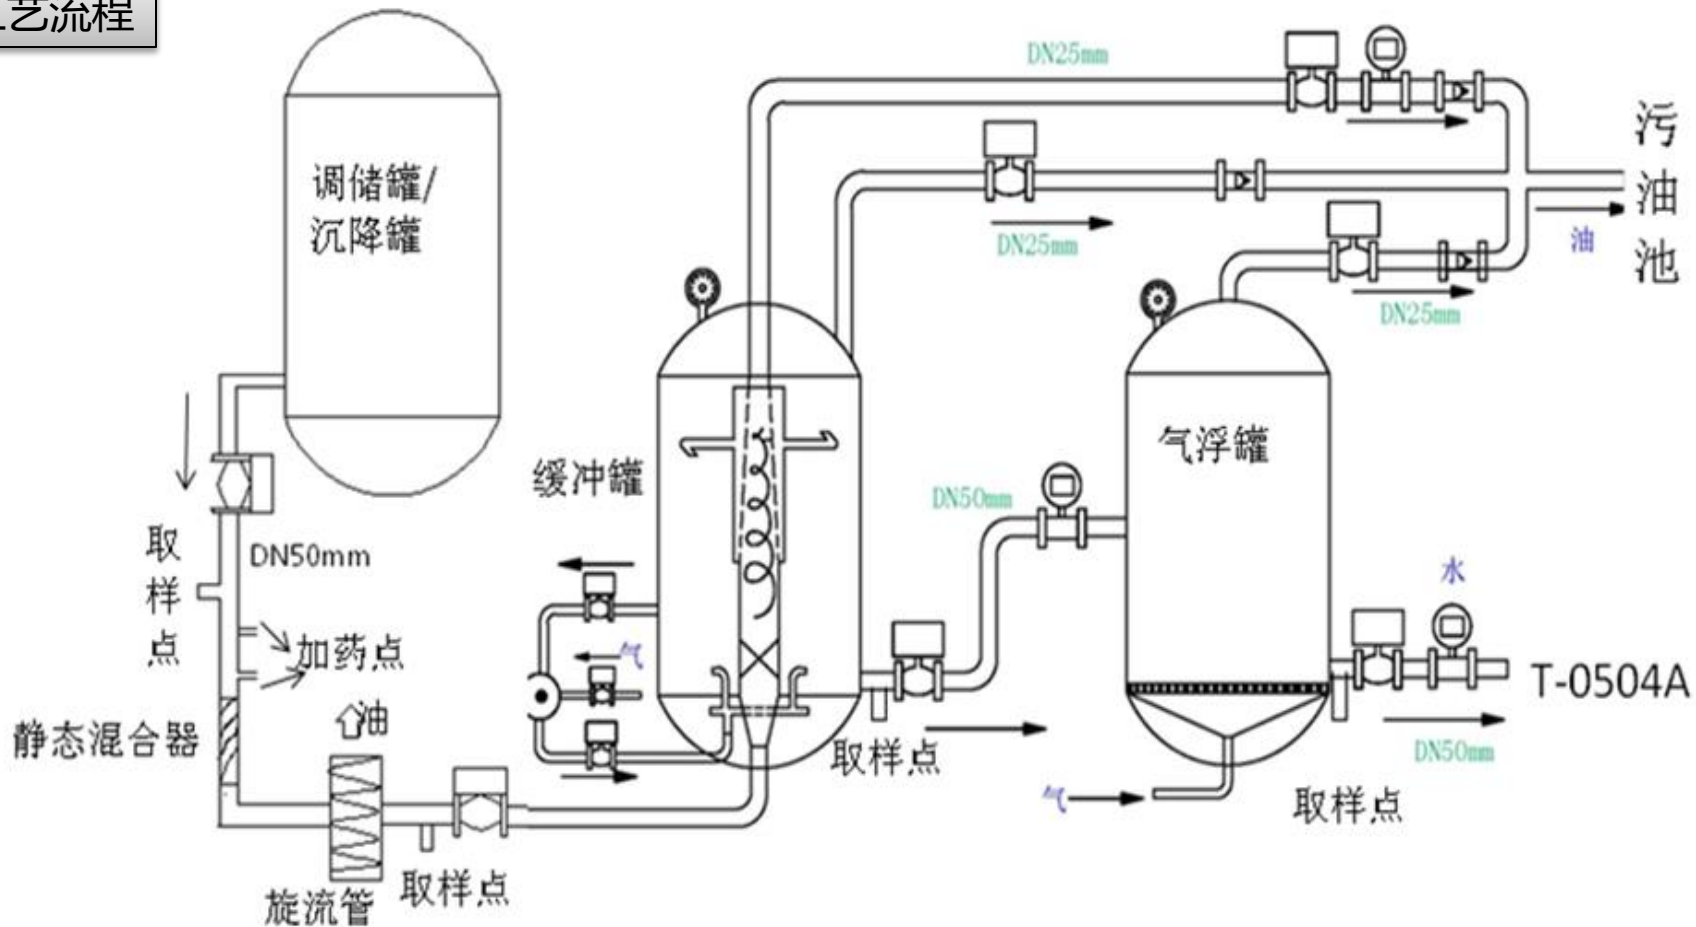 艺流程
调储罐/
沉降罐
DN25mm
DN25mm
DN25mm
污
油
池
油
取
样
点
DN50mm
加药点
静态混合器
油
旋流管
取样点
缓冲罐
气
取样点
DN50mm
气浮罐
气
水
T-0504A
DN50mm
取样点